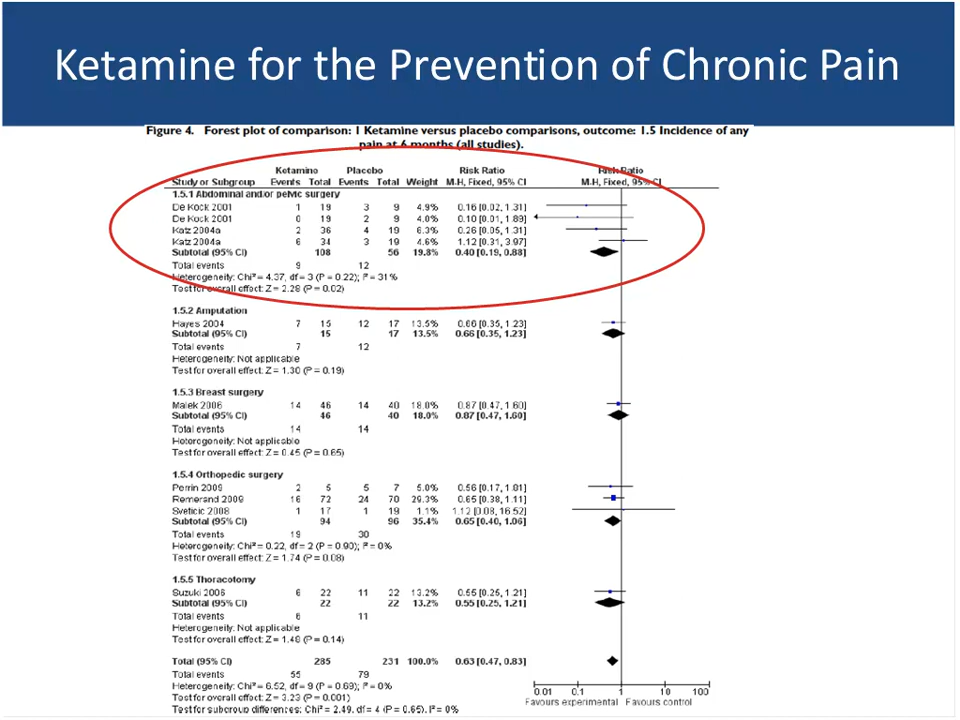 Ketamine for the Prevention of Chronic Pain
Figure 4. Forest plot of comparison: 1 Ketamine versus placebo comparisons, outcome: 1.5 Incidence of any
pain at 6 months (all studies).
Ketamino Placebo Risk Ratio Risk Ratio
Study or Subgroup Events Total Events Total Weight M-H, Fixed, 95% CI M-H, Fixed, 95% CI
1.5.1 Abdominal and/or pelvic surgery
De Kock 2001 1 19 3 9 4.9% 0.16 [0.02, 1.31]
De Kock 2001 0 19 2 9 4.0% 0.10 [0.01, 1.89]
Katz 2004a 2 36 4 19 6.3% 0.26 [0.05, 1.31]
Katz 2004a 6 34 3 19 4.6% 1.12 [0.31, 3.97]
Subtotal (95% CI) 108 56 19.8% 0.40 [0.19, 0.88]
Total events 9 12
Heterogeneity: Chi² = 4.37, df = 3 (P = 0.22); I² = 31%
Test for overall effect: Z = 2.28 (P = 0.02)
1.5.2 Amputation
Hayes 2004 7 15 12 17 13.5% 0.66 [0.35, 1.23]
Subtotal (95% CI) 15 17 13.5% 0.66 [0.35, 1.23]
Total events 7 12
Heterogeneity: Not applicable
Test for overall effect: Z = 1.30 (P = 0.19)
1.5.3 Breast surgery
Malek 2006 14 46 14 40 18.0% 0.87 [0.47, 1.60]
Subtotal (95% CI) 46 40 18.0% 0.87 [0.47, 1.60]
Total events 14 14
Heterogeneity: Not applicable
Test for overall effect: Z = 0.45 (P = 0.65)
1.5.4 Orthopedic surgery
Perrin 2009 2 5 5 7 5.0% 0.56 [0.17, 1.81]
Remerand 2009 16 72 24 70 29.3% 0.65 [0.38, 1.11]
Sveticic 2008 1 17 1 19 1.1% 1.12 [0.08, 16.52]
Subtotal (95% CI) 94 96 35.4% 0.65 [0.40, 1.06]
Total events 19 30
Heterogeneity: Chi² = 0.22, df = 2 (P = 0.90); I² = 0%
Test for overall effect: Z = 1.74 (P = 0.08)
1.5.5 Thoracotomy
Suzuki 2006 6 22 11 22 13.2% 0.55 [0.25, 1.21]
Subtotal (95% CI) 22 22 13.2% 0.55 [0.25, 1.21]
Total events 6 11
Heterogeneity: Not applicable
Test for overall effect: Z = 1.48 (P = 0.14)
Total (95% CI) 285 231 100.0% 0.63 [0.47, 0.83]
Total events 55 79
Heterogeneity: Chi² = 6.52, df = 9 (P = 0.69); I² = 0%
Test for overall effect: Z = 3.23 (P = 0.001)
Test for subgroup differences: Chi² = 2.49, df = 4 (P = 0.65), I² = 0%
0.01 0.1 1 10 100
Favours experimental Favours control